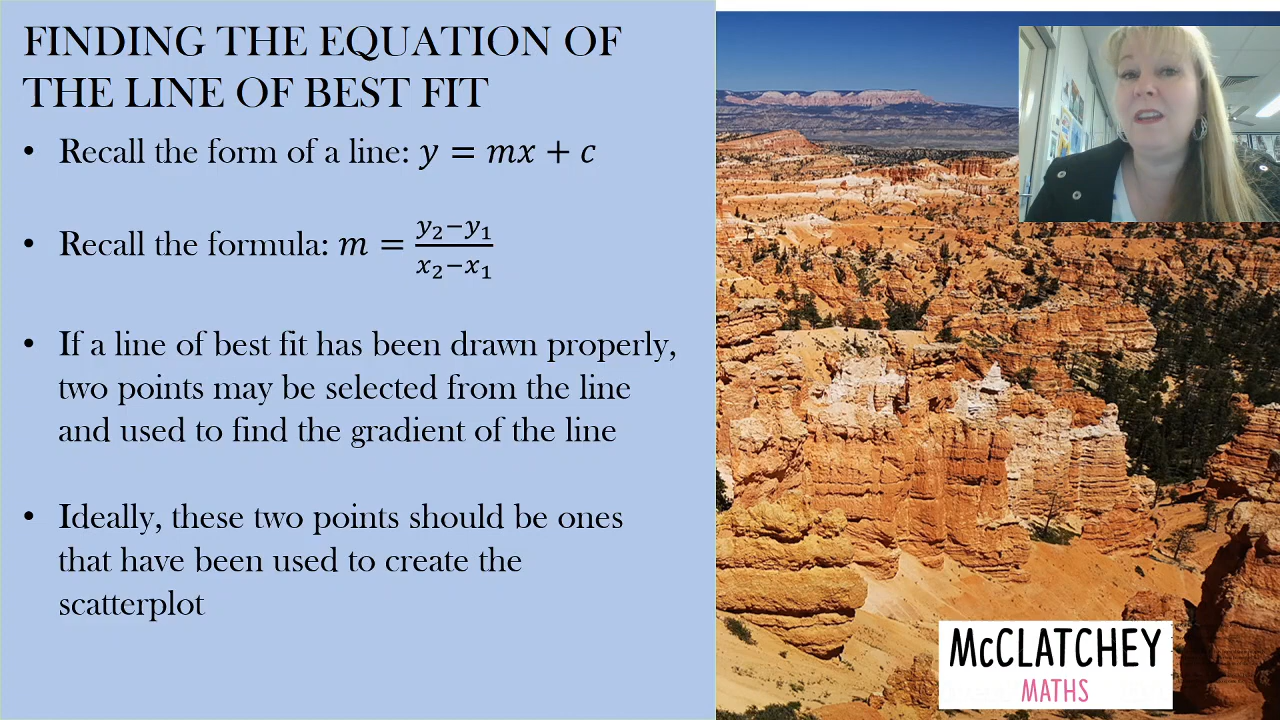 FINDING THE EQUATION OF
THE LINE OF BEST FIT
• Recall the form of a line: y = mx + c
• Recall the formula: m = \frac{y₂−y₁}{x₂−x₁}
• If a line of best fit has been drawn properly,
two points may be selected from the line
and used to find the gradient of the line
• Ideally, these two points should be ones
that have been used to create the
scatterplot
McCLATCHEY
MATHS